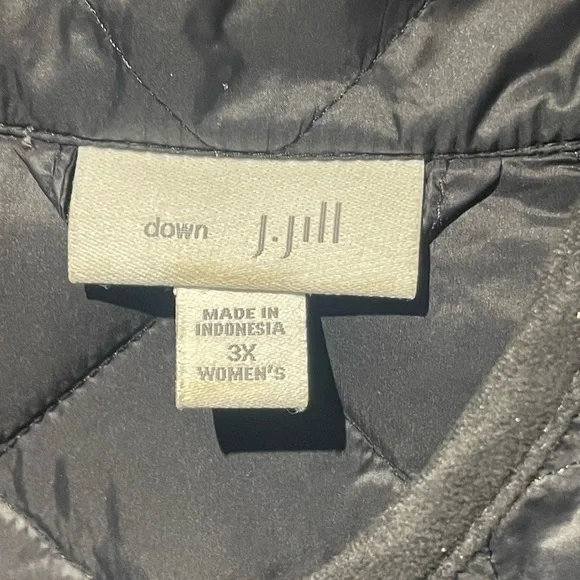 down J.Jill
MADE IN
INDONESIA
3X
WOMEN'S